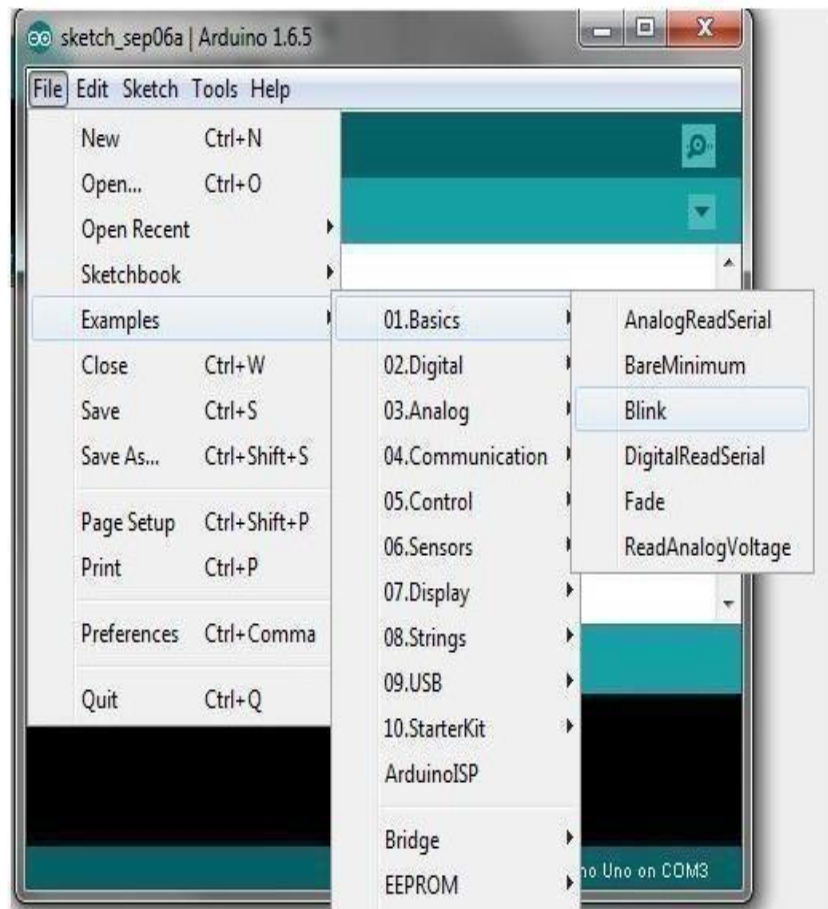 sketch_sep06a | Arduino 1.6.5
File Edit Sketch Tools Help
New Ctrl+N
Open... Ctrl+O
Open Recent
Sketchbook
Examples
Close Ctrl+W
Save Ctrl+S
Save As... Ctrl+Shift+S
Page Setup Ctrl+Shift+P
Print Ctrl+P
Preferences Ctrl+Comma
Quit Ctrl+Q
01.Basics
02.Digital
03.Analog
04.Communication
05.Control
06.Sensors
07.Display
08.Strings
09.USB
10.StarterKit
ArduinoISP
Bridge
EEPROM
AnalogReadSerial
BareMinimum
Blink
DigitalReadSerial
Fade
ReadAnalogVoltage
no Uno on COM3